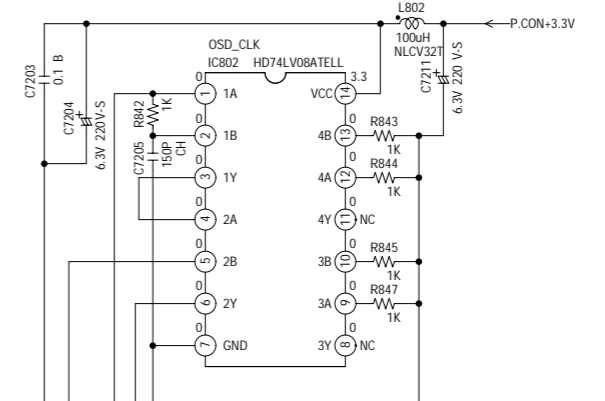 L802
P.CON+3.3V
100uH
NLCV32T
OSD_CLK
IC802 HD74LV08ATELL
C7203
0.1 B
C7204
6.3V 220V-S
C7211
6.3V 220 V-S
R842
1K
C7205
150P
CH
0 1 1A
0 2 1B
0 3 1Y
0 4 2A
0 5 2B
0 6 2Y
0 7 GND
3.3 VCC 14
0 4B 13 R843 1K
0 4A 12 R844 1K
0 4Y 11 NC
0 3B 10 R845 1K
0 3A 9 R847 1K
0 3Y 8 NC